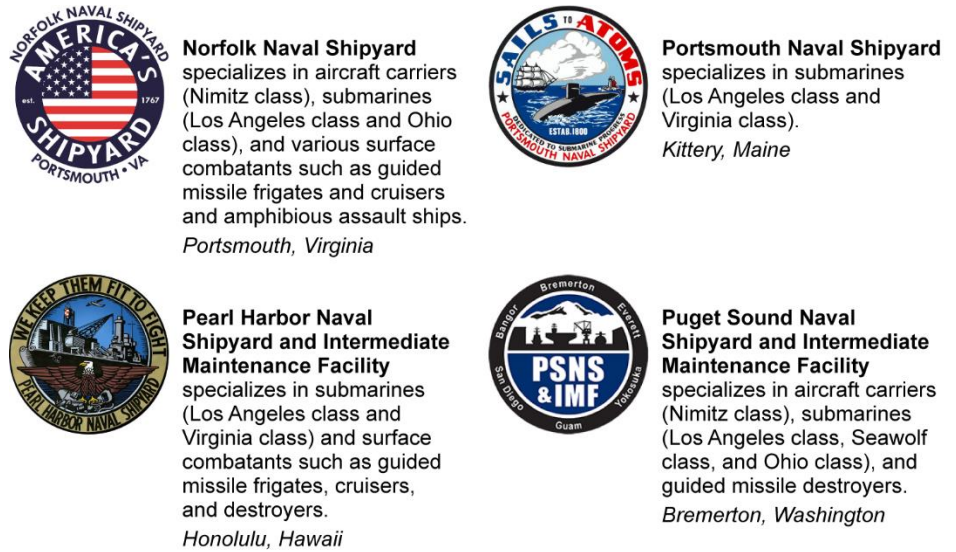 NORFOLK NAVAL SHIPYARD
AMERICA'S
est. 1767
SHIPYARD
PORTSMOUTH • VA
Norfolk Naval Shipyard
specializes in aircraft carriers
(Nimitz class), submarines
(Los Angeles class and Ohio
class), and various surface
combatants such as guided
missile frigates and cruisers
and amphibious assault ships.
Portsmouth, Virginia
SAILS TO ATOMS
ESTAB. 1800
DEDICATED TO SUBMARINE PROGRESS
PORTSMOUTH NAVAL SHIPYARD
Portsmouth Naval Shipyard
specializes in submarines
(Los Angeles class and
Virginia class).
Kittery, Maine
WE KEEP THEM FIT TO FIGHT
PEARL HARBOR NAVAL SHIPYARD
Pearl Harbor Naval
Shipyard and Intermediate
Maintenance Facility
specializes in submarines
(Los Angeles class and
Virginia class) and surface
combatants such as guided
missile frigates, cruisers,
and destroyers.
Honolulu, Hawaii
Bremerton
Bangor
Everett
PSNS
& IMF
San Diego
Yokosuka
Guam
Puget Sound Naval
Shipyard and Intermediate
Maintenance Facility
specializes in aircraft carriers
(Nimitz class), submarines
(Los Angeles class, Seawolf
class, and Ohio class), and
guided missile destroyers.
Bremerton, Washington